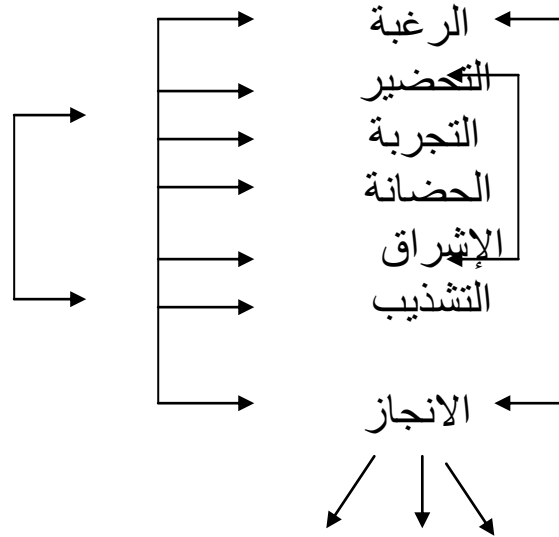 الرغبة
التحضير
التجربة
الحضانة
الإشراق
التشذيب
الانجاز